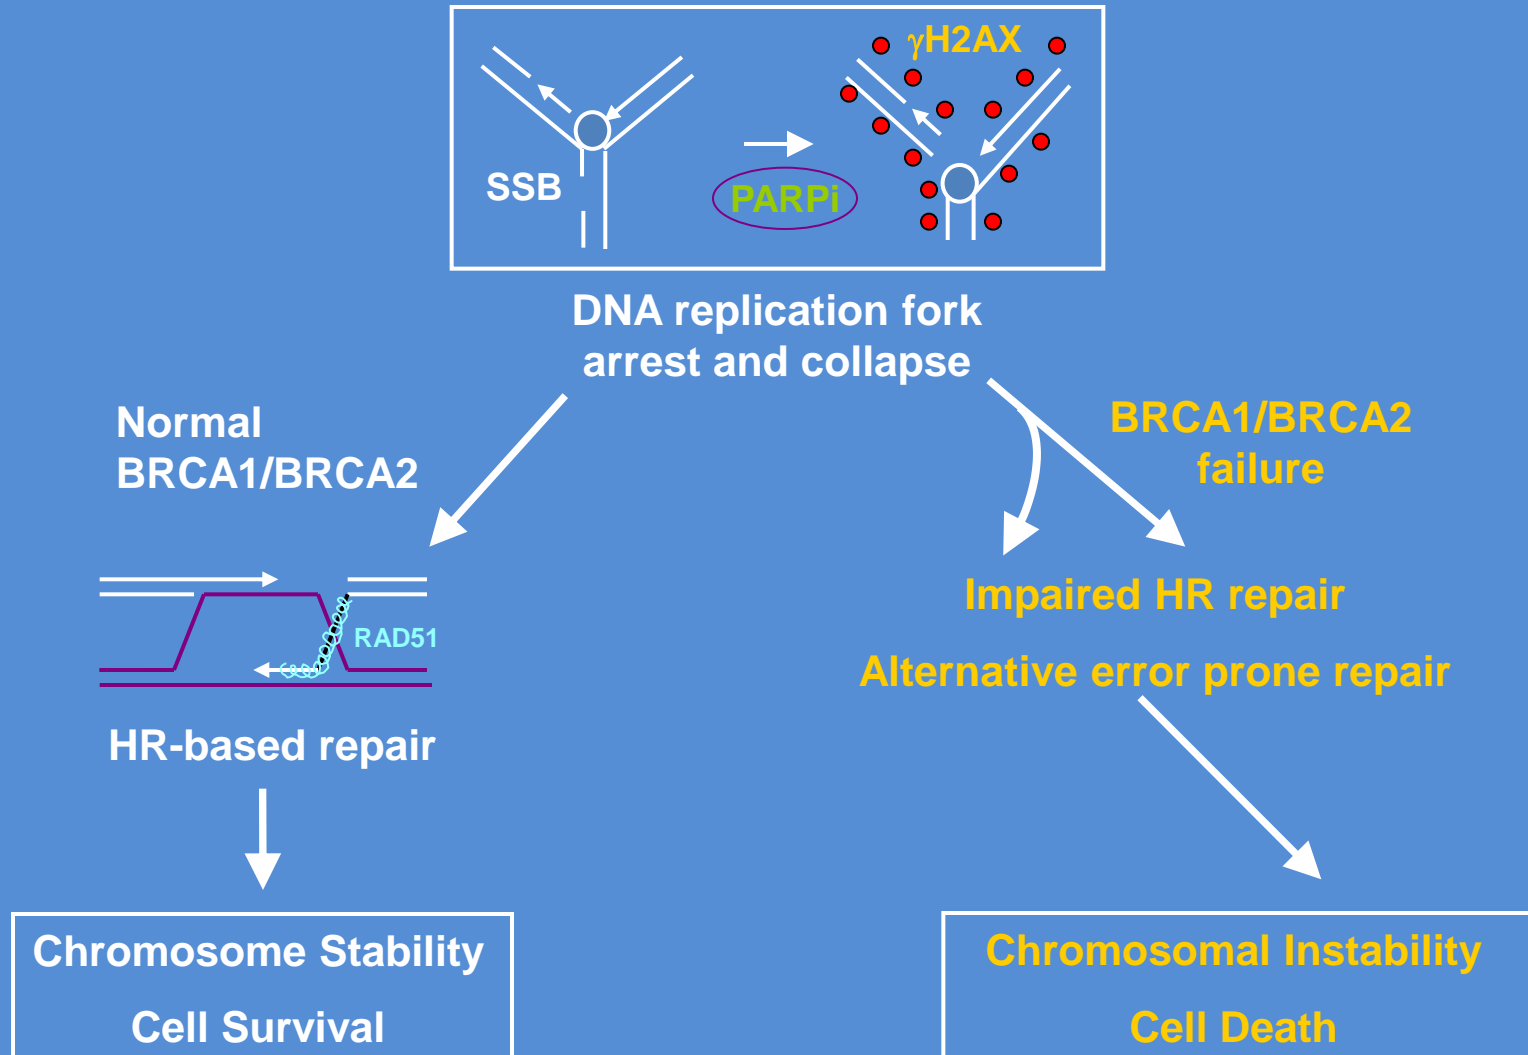 γH2AX
SSB
PARPi
DNA replication fork
arrest and collapse
Normal
BRCA1/BRCA2
BRCA1/BRCA2
failure
RAD51
HR-based repair
Impaired HR repair
Alternative error prone repair
Chromosome Stability
Cell Survival
Chromosomal Instability
Cell Death